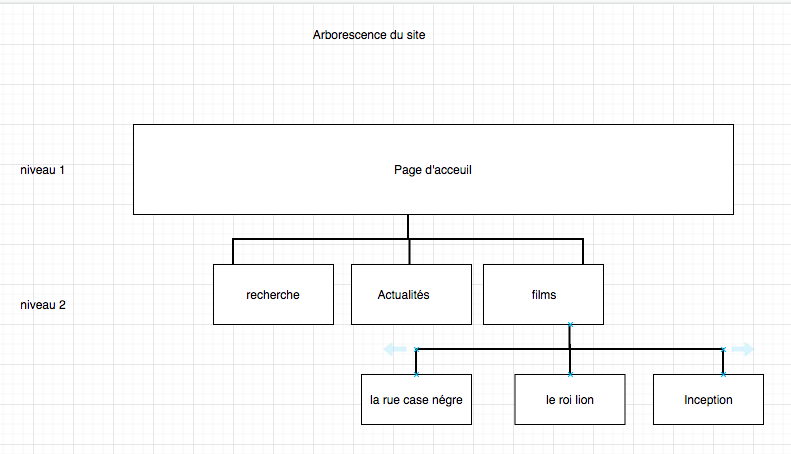 Arborescence du site
niveau 1
Page d'acceuil
recherche
Actualités
films
niveau 2
la rue case négre
le roi lion
Inception